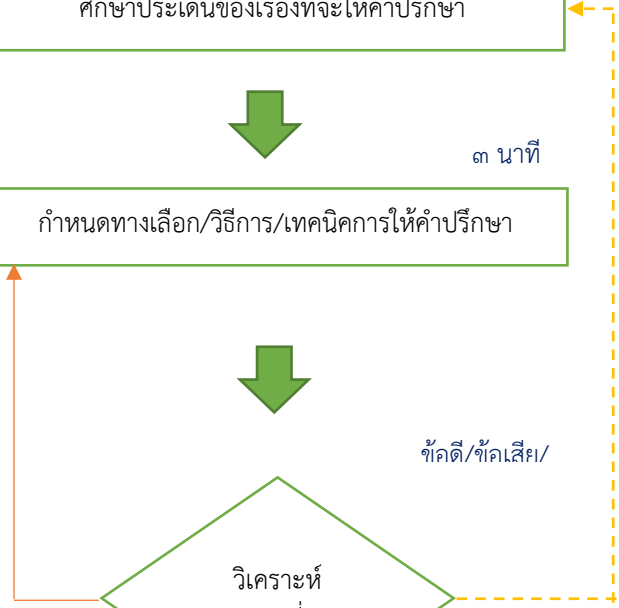 ศึกษาประเด็นของเรื่องที่จะให้คำปรึกษา
๓ นาที
กำหนดทางเลือก/วิธีการ/เทคนิคการให้คำปรึกษา
ข้อดี/ข้อเสีย/
วิเคราะห์